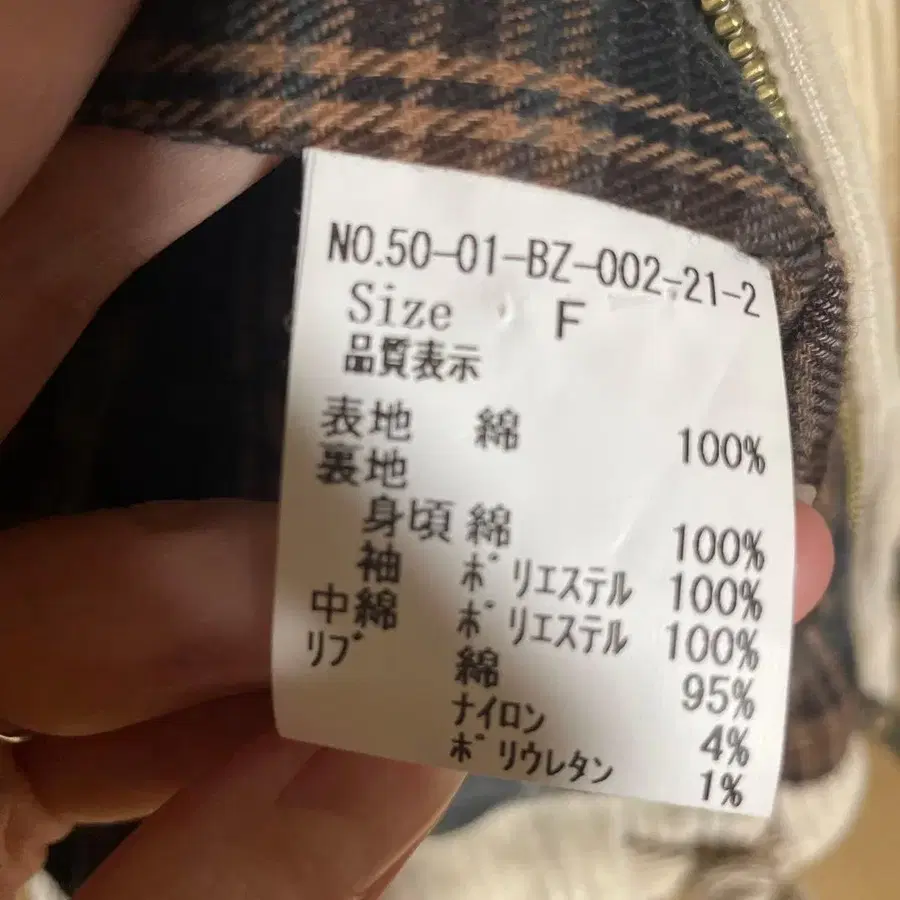 NO.50-01-BZ-002-21-2
Size F
品質表示
表地 綿 100%
裏地
身頃 綿 100%
袖 ポリエステル 100%
中綿 ポリエステル 100%
リブ 綿 95%
ナイロン 4%
ポリウレタン 1%